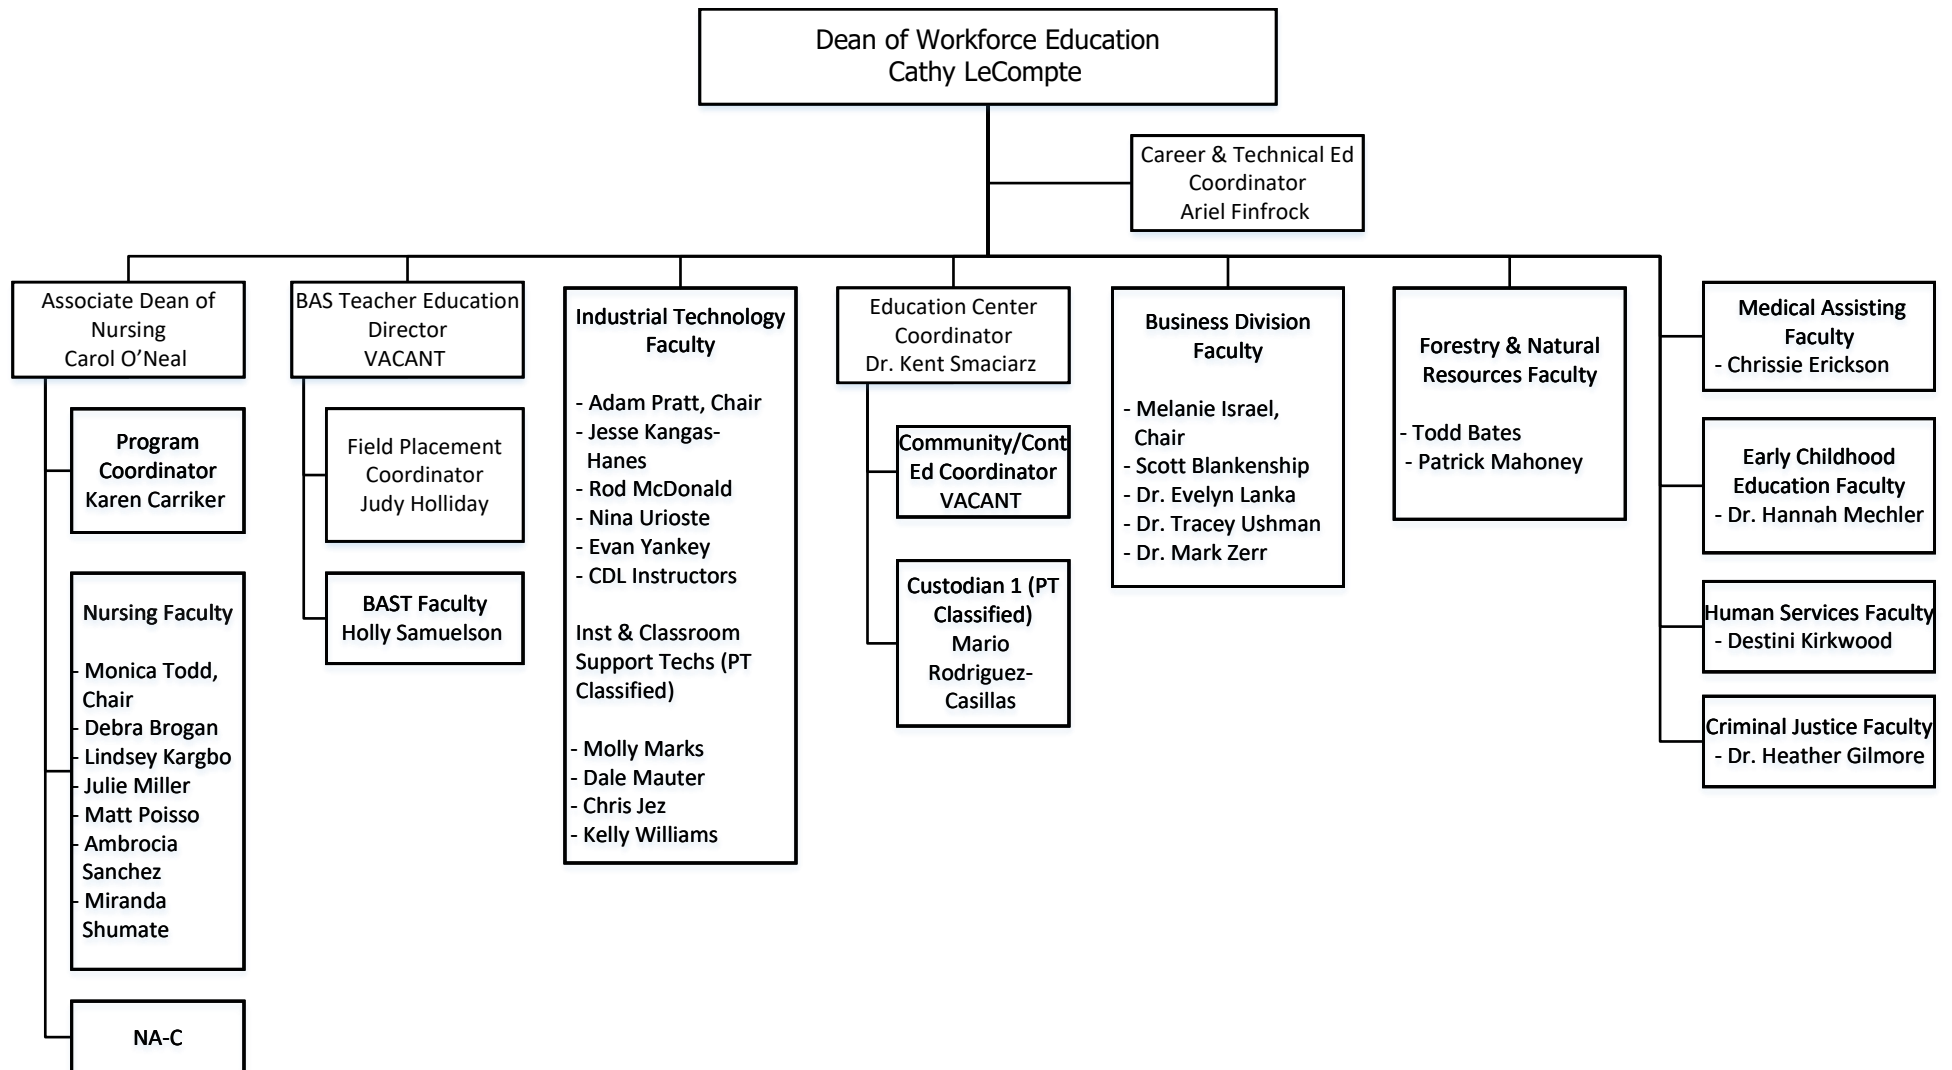 Dean of Workforce Education
Cathy LeCompte
Career & Technical Ed
Coordinator
Ariel Finfrock
Associate Dean of
Nursing
Carol O’Neal
Program
Coordinator
Karen Carriker
Nursing Faculty
- Monica Todd,
Chair
- Debra Brogan
- Lindsey Kargbo
- Julie Miller
- Matt Poisso
- Ambrocia
Sanchez
- Miranda
Shumate
NA-C
BAS Teacher Education
Director
VACANT
Field Placement
Coordinator
Judy Holliday
BAST Faculty
Holly Samuelson
Industrial Technology
Faculty
- Adam Pratt, Chair
- Jesse Kangas-
Hanes
- Rod McDonald
- Nina Urioste
- Evan Yankey
- CDL Instructors
Inst & Classroom
Support Techs (PT
Classified)
- Molly Marks
- Dale Mauter
- Chris Jez
- Kelly Williams
Education Center
Coordinator
Dr. Kent Smaciarz
Community/Cont
Ed Coordinator
VACANT
Custodian 1 (PT
Classified)
Mario
Rodriguez-
Casillas
Business Division
Faculty
- Melanie Israel,
Chair
- Scott Blankenship
- Dr. Evelyn Lanka
- Dr. Tracey Ushman
- Dr. Mark Zerr
Forestry & Natural
Resources Faculty
- Todd Bates
- Patrick Mahoney
Medical Assisting
Faculty
- Chrissie Erickson
Early Childhood
Education Faculty
- Dr. Hannah Mechler
Human Services Faculty
- Destini Kirkwood
Criminal Justice Faculty
- Dr. Heather Gilmore